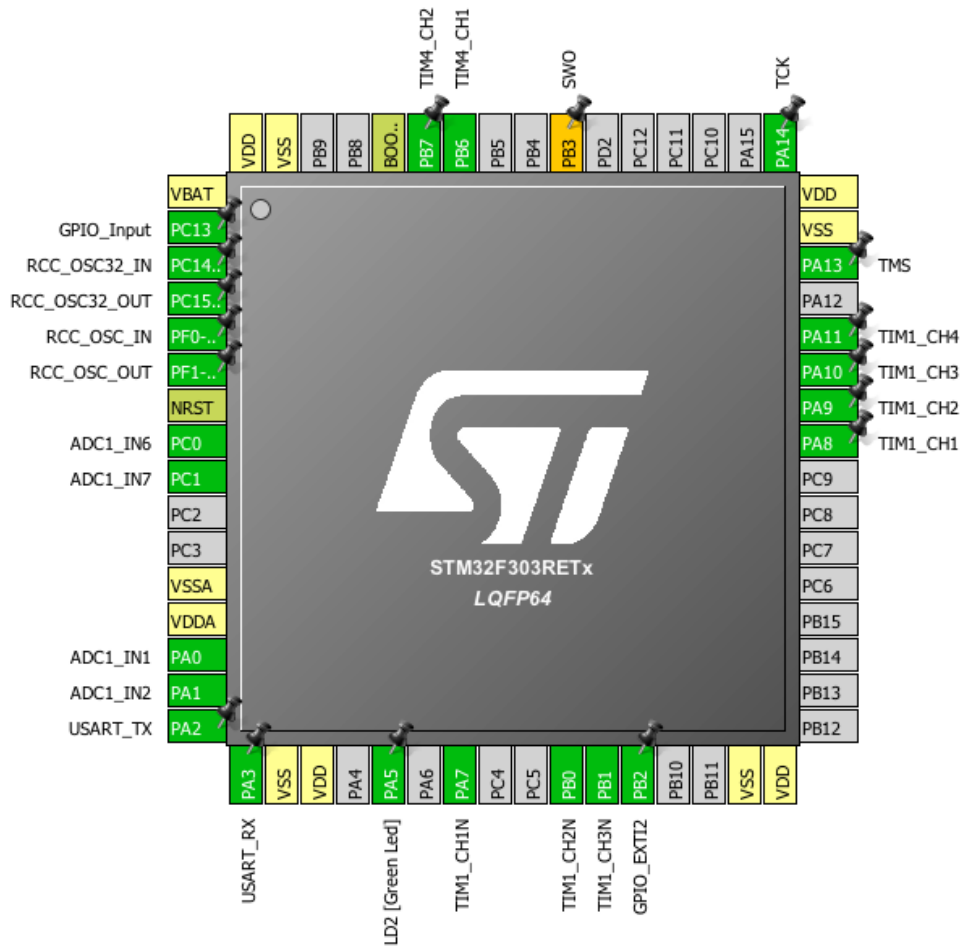 TIM4_CH2
TIM4_CH1
SWO
TCK
VDD
VSS
PB9
PB8
BOO..
PB7
PB6
PB5
PB4
PB3
PD2
PC12
PC11
PC10
PA15
PA14
VBAT
GPIO_Input PC13
RCC_OSC32_IN PC14..
RCC_OSC32_OUT PC15..
RCC_OSC_IN PF0-..
RCC_OSC_OUT PF1-..
NRST
ADC1_IN6 PC0
ADC1_IN7 PC1
PC2
PC3
VSSA
VDDA
ADC1_IN1 PA0
ADC1_IN2 PA1
USART_TX PA2
ST
STM32F303RETx
LQFP64
VDD
VSS
PA13 TMS
PA12
PA11 TIM1_CH4
PA10 TIM1_CH3
PA9 TIM1_CH2
PA8 TIM1_CH1
PC9
PC8
PC7
PC6
PB15
PB14
PB13
PB12
PA3
VSS
VDD
PA4
PA5
PA6
PA7
PC4
PC5
PB0
PB1
PB2
PB10
PB11
VSS
VDD
USART_RX
LD2 [Green Led]
TIM1_CH1N
TIM1_CH2N
TIM1_CH3N
GPIO_EXTI2